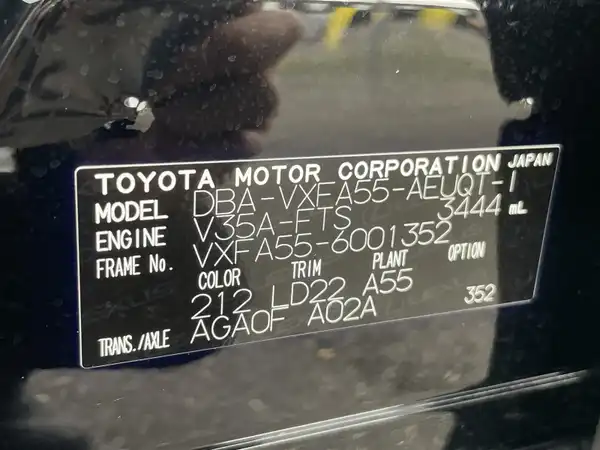 TOYOTA MOTOR CORPORATION JAPAN
MODEL DBA-VXFA55-AEUQT-I
ENGINE V35A-FTS 3444 mL
FRAME No. VXFA55-6001352
COLOR TRIM PLANT OPTION
212 LD22 A55 352
TRANS./AXLE AGA0F A02A